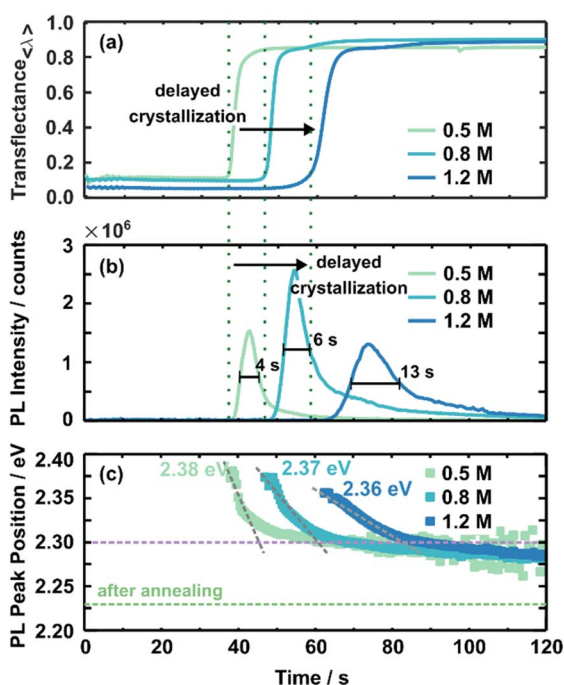 (a)
1.0
0.8
0.6
0.4
0.2
0.0
Transflectance<λ>
delayed
crystallization
0.5 M
0.8 M
1.2 M
×10⁶
(b)
3
2
1
0
PL Intensity / counts
delayed
crystallization
0.5 M
0.8 M
1.2 M
4 s
6 s
13 s
(c)
2.40
2.35
2.30
2.25
2.20
PL Peak Position / eV
2.38 eV
2.37 eV
2.36 eV
0.5 M
0.8 M
1.2 M
after annealing
0 20 40 60 80 100 120
Time / s